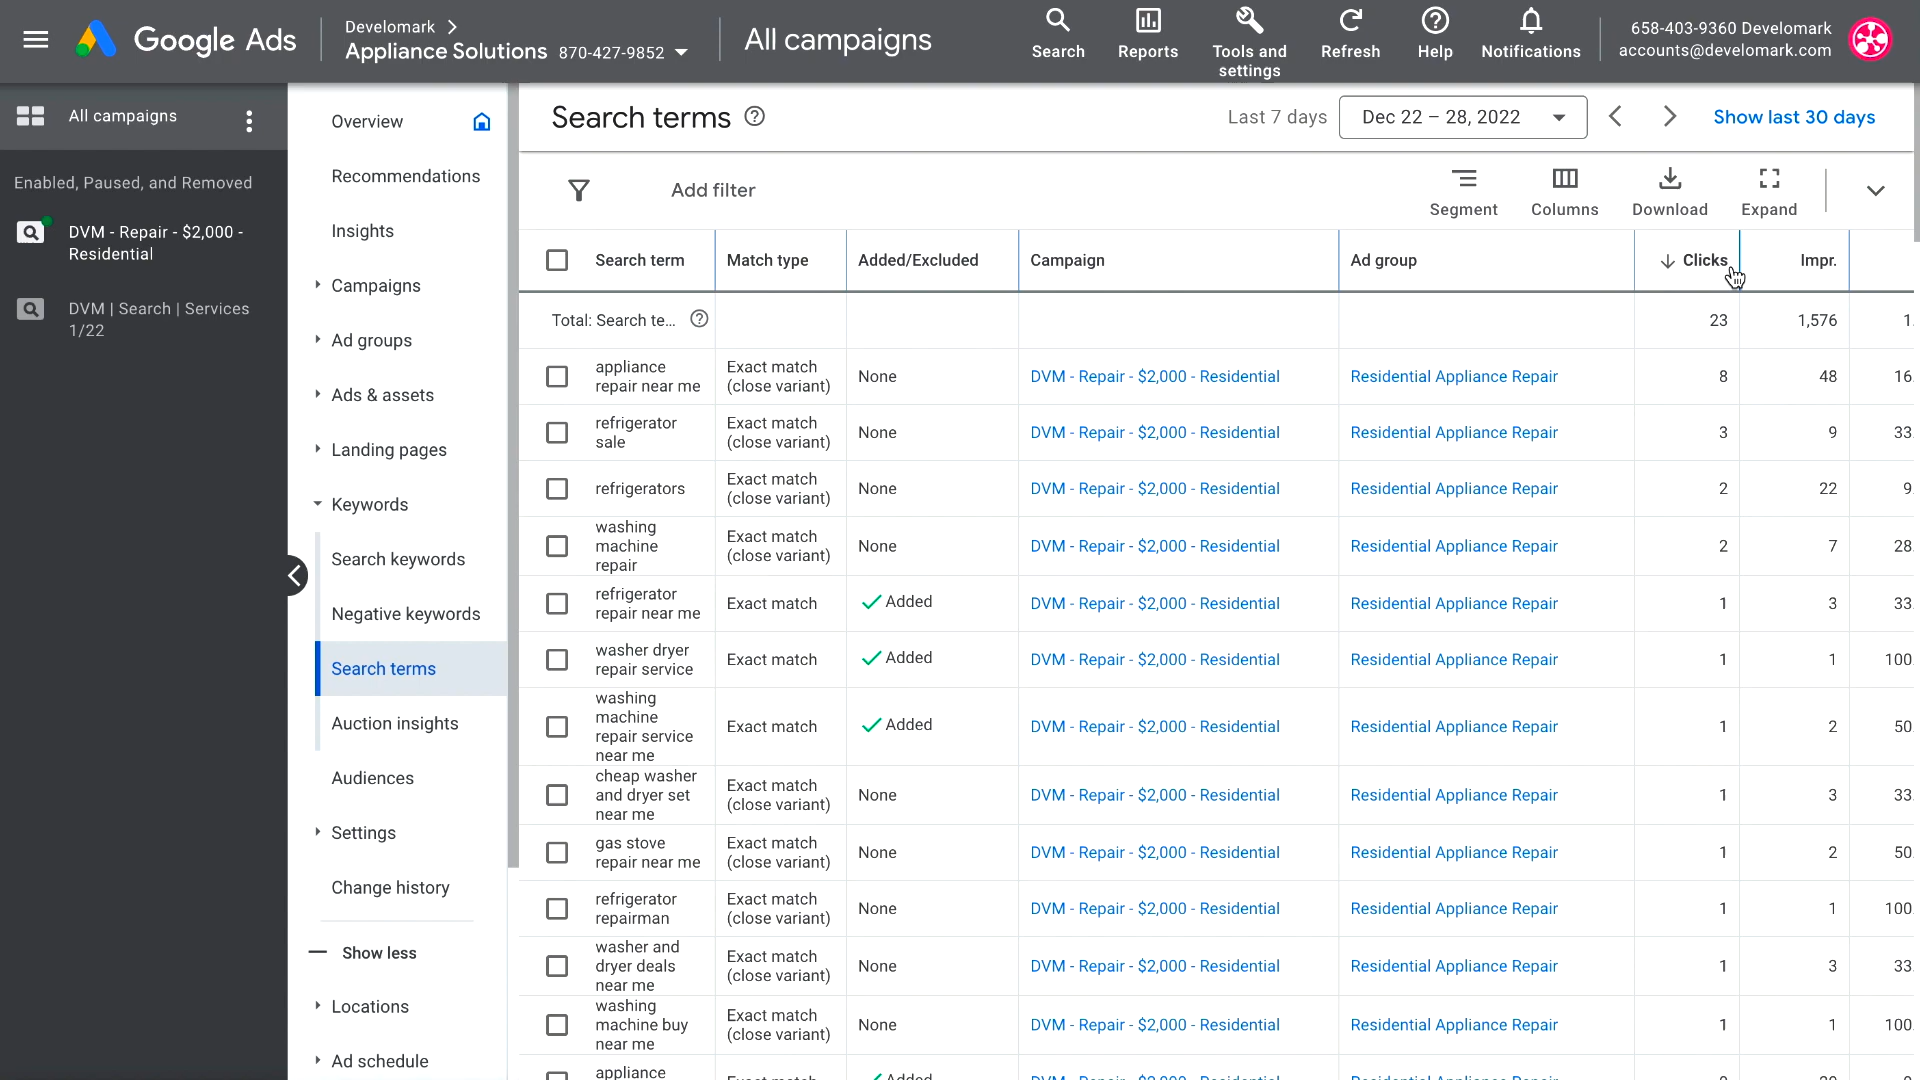 Google Ads
Develomark
Appliance Solutions 870-427-9852
All campaigns
Search
Reports
Tools and
settings
Refresh
Help
Notifications
658-403-9360 Develomark
accounts@develomark.com
All campaigns
Enabled, Paused, and Removed
DVM - Repair - $2,000 -
Residential
DVM | Search | Services
1/22
Overview
Recommendations
Insights
Campaigns
Ad groups
Ads & assets
Landing pages
Keywords
Search keywords
Negative keywords
Search terms
Auction insights
Audiences
Settings
Change history
Show less
Locations
Ad schedule
Search terms
Last 7 days
Dec 22 – 28, 2022
Show last 30 days
Add filter
Segment
Columns
Download
Expand
Search term Match type Added/Excluded Campaign Ad group Clicks Impr.
Total: Search te... 23 1,576 1.
appliance
repair near me
Exact match
(close variant)
None DVM - Repair - $2,000 - Residential Residential Appliance Repair 8 48 16.
refrigerator
sale
Exact match
(close variant)
None DVM - Repair - $2,000 - Residential Residential Appliance Repair 3 9 33.
refrigerators
Exact match
(close variant)
None DVM - Repair - $2,000 - Residential Residential Appliance Repair 2 22 9.
washing
machine
repair
Exact match
(close variant)
None DVM - Repair - $2,000 - Residential Residential Appliance Repair 2 7 28.
refrigerator
repair near me
Exact match Added DVM - Repair - $2,000 - Residential Residential Appliance Repair 1 3 33.
washer dryer
repair service
Exact match Added DVM - Repair - $2,000 - Residential Residential Appliance Repair 1 1 100.
washing
machine
repair service
near me
Exact match Added DVM - Repair - $2,000 - Residential Residential Appliance Repair 1 2 50.
cheap washer
and dryer set
near me
Exact match
(close variant)
None DVM - Repair - $2,000 - Residential Residential Appliance Repair 1 3 33.
gas stove
repair near me
Exact match
(close variant)
None DVM - Repair - $2,000 - Residential Residential Appliance Repair 1 2 50.
refrigerator
repairman
Exact match
(close variant)
None DVM - Repair - $2,000 - Residential Residential Appliance Repair 1 1 100.
washer and
dryer deals
near me
Exact match
(close variant)
None DVM - Repair - $2,000 - Residential Residential Appliance Repair 1 3 33.
washing
machine buy
near me
Exact match
(close variant)
None DVM - Repair - $2,000 - Residential Residential Appliance Repair 1 1 100.
appliance